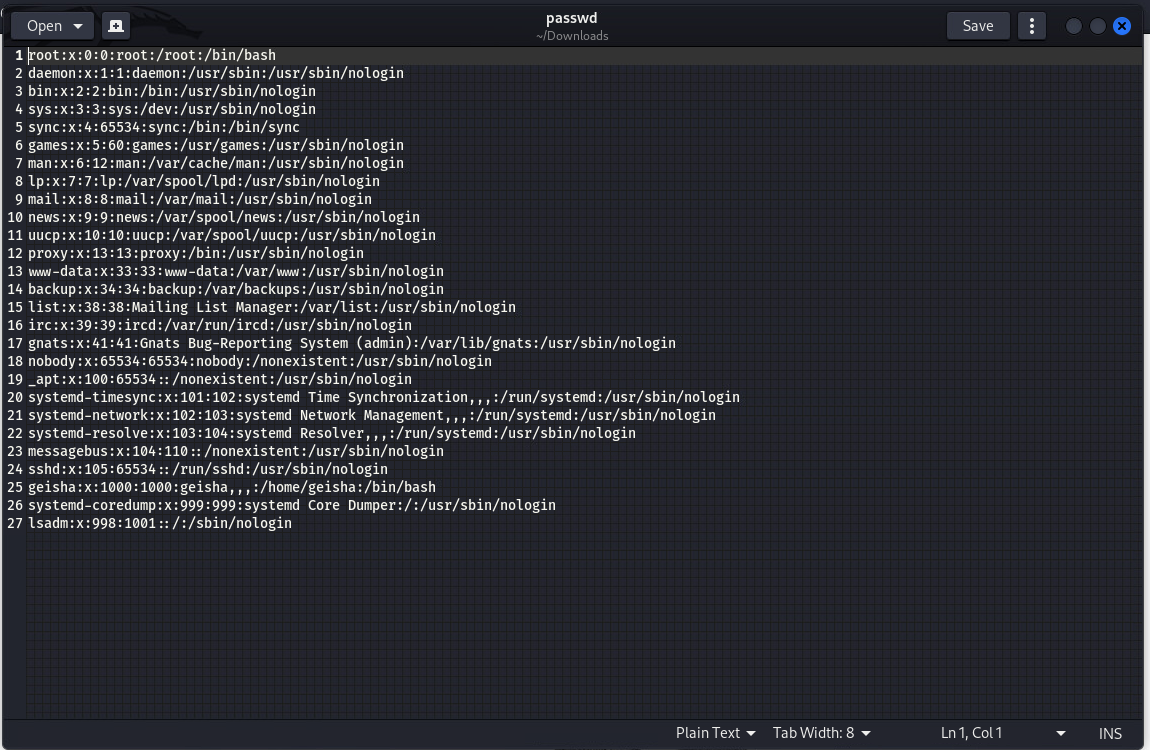 Open
passwd
~/Downloads
Save
1 root:x:0:0:root:/root:/bin/bash
2 daemon:x:1:1:daemon:/usr/sbin:/usr/sbin/nologin
3 bin:x:2:2:bin:/bin:/usr/sbin/nologin
4 sys:x:3:3:sys:/dev:/usr/sbin/nologin
5 sync:x:4:65534:sync:/bin:/bin/sync
6 games:x:5:60:games:/usr/games:/usr/sbin/nologin
7 man:x:6:12:man:/var/cache/man:/usr/sbin/nologin
8 lp:x:7:7:lp:/var/spool/lpd:/usr/sbin/nologin
9 mail:x:8:8:mail:/var/mail:/usr/sbin/nologin
10 news:x:9:9:news:/var/spool/news:/usr/sbin/nologin
11 uucp:x:10:10:uucp:/var/spool/uucp:/usr/sbin/nologin
12 proxy:x:13:13:proxy:/bin:/usr/sbin/nologin
13 www-data:x:33:33:www-data:/var/www:/usr/sbin/nologin
14 backup:x:34:34:backup:/var/backups:/usr/sbin/nologin
15 list:x:38:38:Mailing List Manager:/var/list:/usr/sbin/nologin
16 irc:x:39:39:ircd:/var/run/ircd:/usr/sbin/nologin
17 gnats:x:41:41:Gnats Bug-Reporting System (admin):/var/lib/gnats:/usr/sbin/nologin
18 nobody:x:65534:65534:nobody:/nonexistent:/usr/sbin/nologin
19 _apt:x:100:65534::/nonexistent:/usr/sbin/nologin
20 systemd-timesync:x:101:102:systemd Time Synchronization,,,:/run/systemd:/usr/sbin/nologin
21 systemd-network:x:102:103:systemd Network Management,,,:/run/systemd:/usr/sbin/nologin
22 systemd-resolve:x:103:104:systemd Resolver,,,:/run/systemd:/usr/sbin/nologin
23 messagebus:x:104:110::/nonexistent:/usr/sbin/nologin
24 sshd:x:105:65534::/run/sshd:/usr/sbin/nologin
25 geisha:x:1000:1000:geisha,,,:/home/geisha:/bin/bash
26 systemd-coredump:x:999:999:systemd Core Dumper:/:/usr/sbin/nologin
27 lsadm:x:998:1001::/:/sbin/nologin
Plain Text Tab Width: 8 Ln 1, Col 1 INS